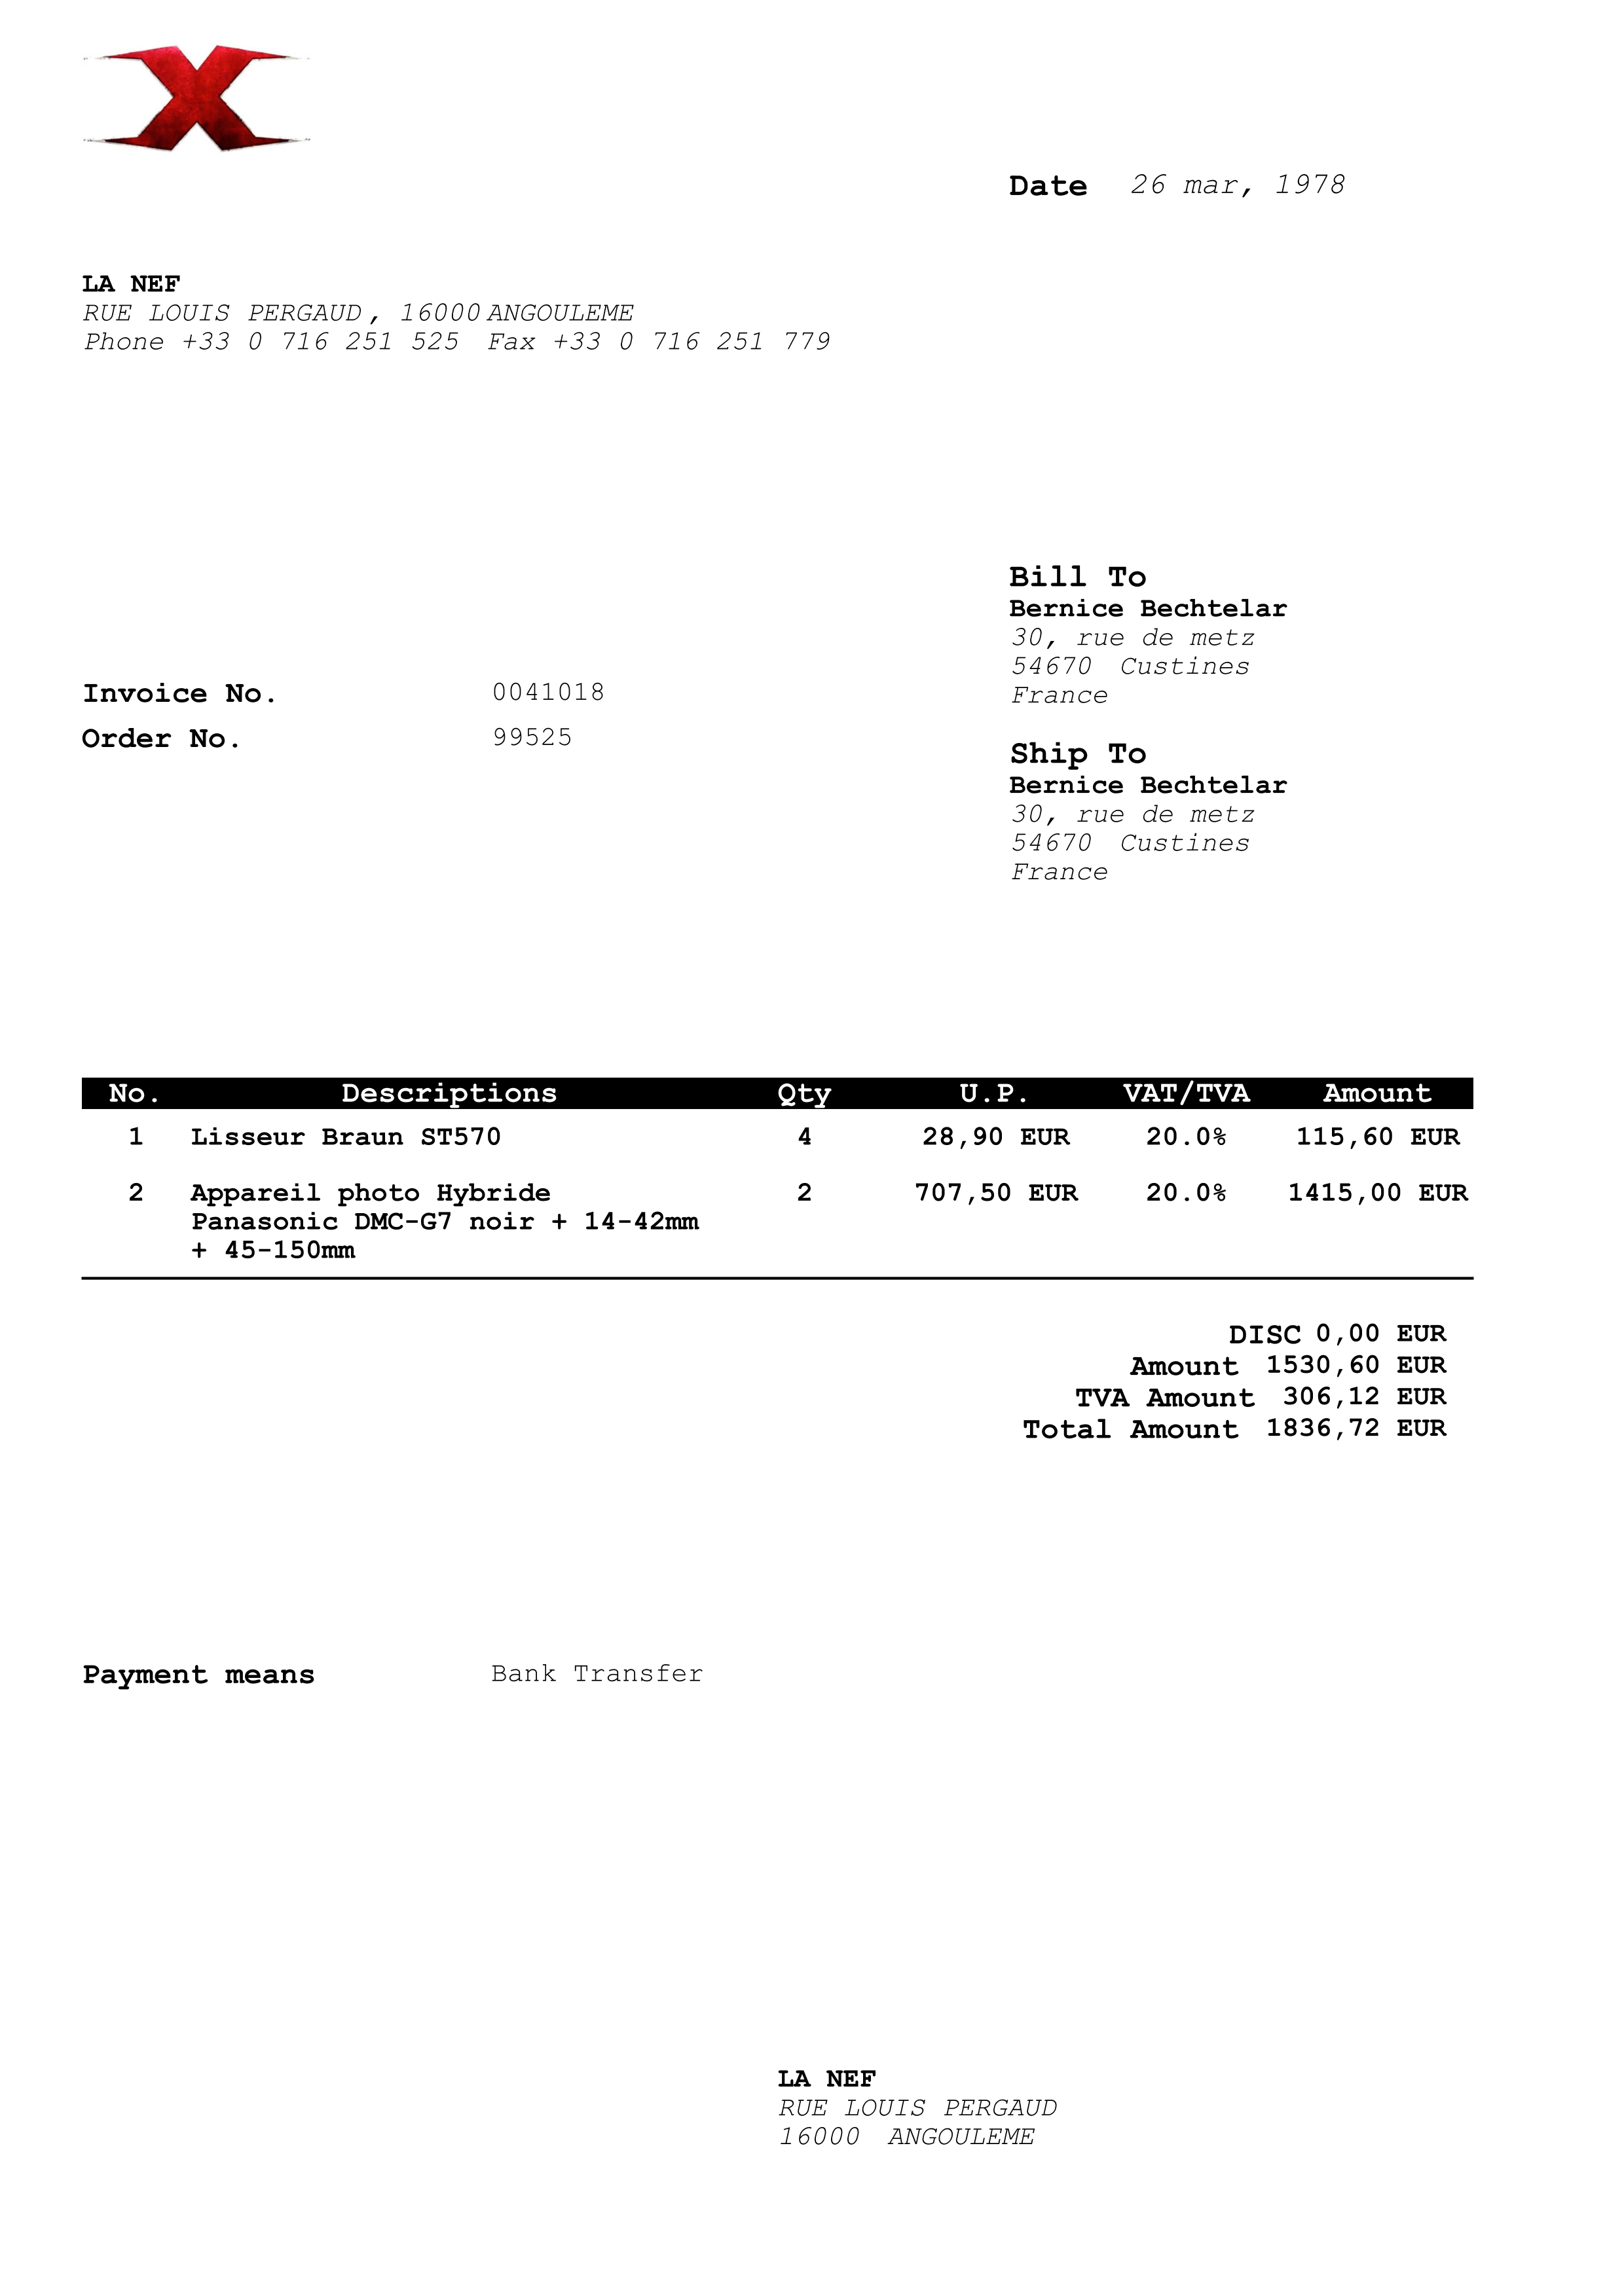 X
Date 26 mar, 1978
LA NEF
RUE LOUIS PERGAUD, 16000 ANGOULEME
Phone +33 0 716 251 525 Fax +33 0 716 251 779
Bill To
Bernice Bechtelar
30, rue de metz
54670 Custines
France
Invoice No. 0041018
Order No. 99525
Ship To
Bernice Bechtelar
30, rue de metz
54670 Custines
France
No. Descriptions Qty U.P. VAT/TVA Amount
1 Lisseur Braun ST570 4 28,90 EUR 20.0% 115,60 EUR
2 Appareil photo Hybride 2 707,50 EUR 20.0% 1415,00 EUR
Panasonic DMC-G7 noir + 14-42mm
+ 45-150mm
DISC 0,00 EUR
Amount 1530,60 EUR
TVA Amount 306,12 EUR
Total Amount 1836,72 EUR
Payment means Bank Transfer
LA NEF
RUE LOUIS PERGAUD
16000 ANGOULEME